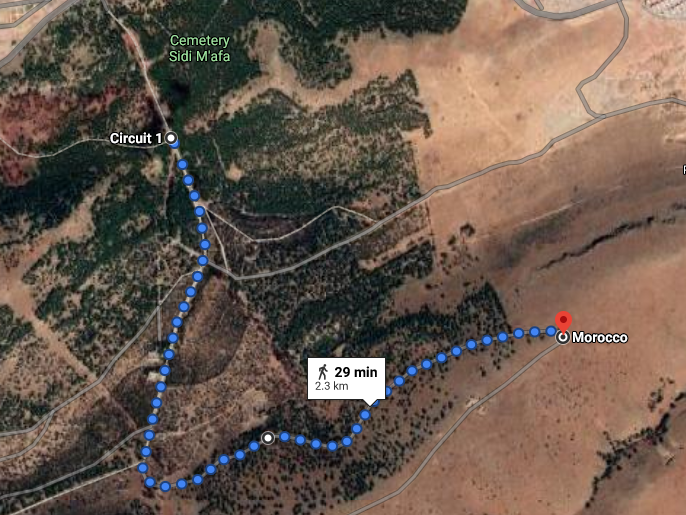 Cemetery
Sidi M'afa
Circuit 1
29 min
2.3 km
Morocco